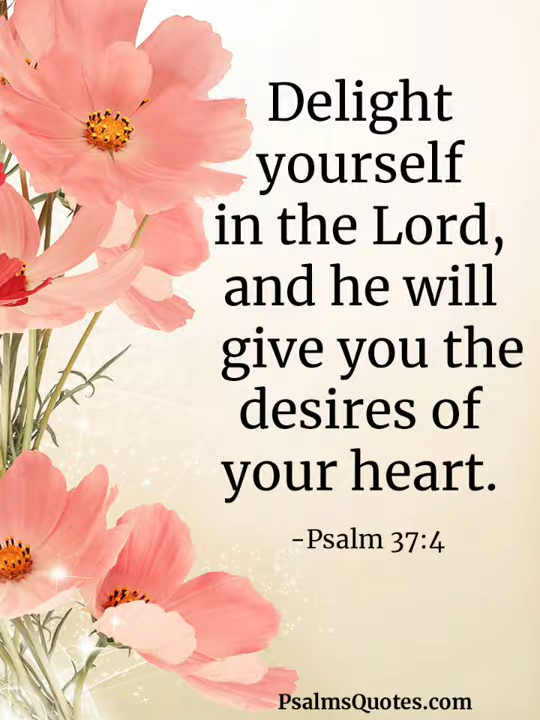 Delight
yourself
in the Lord,
and he will
give you the
desires of
your heart.
-Psalm 37:4
PsalmsQuotes.com